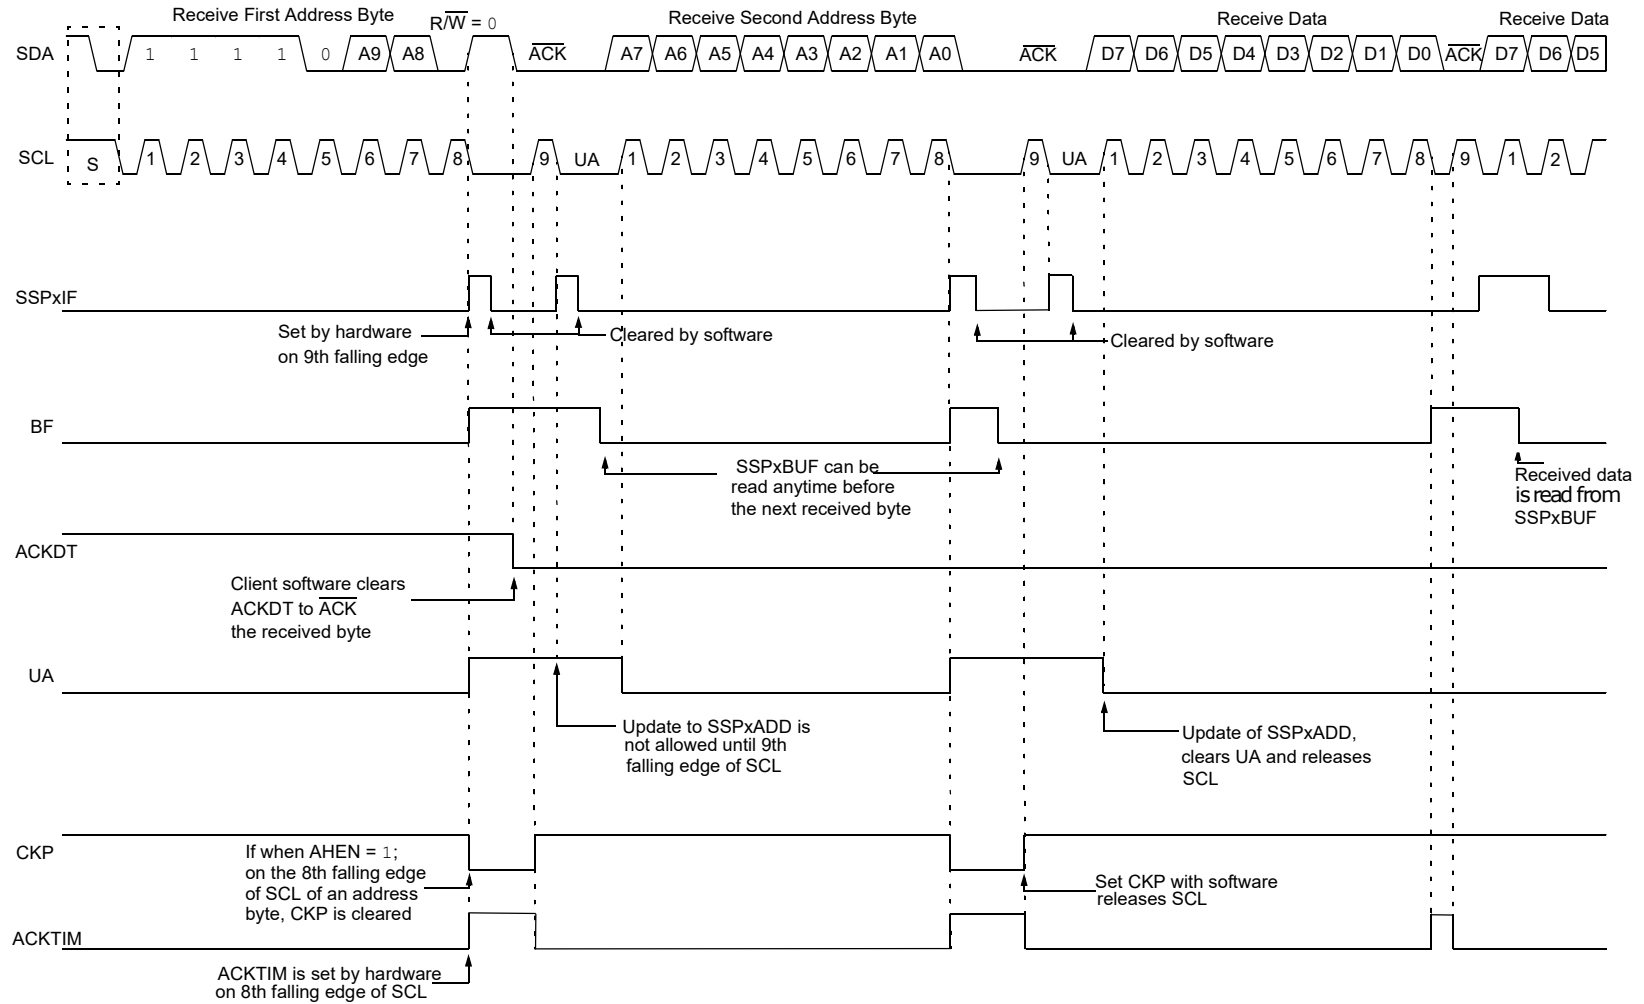 Receive First Address Byte R/W = 0 Receive Second Address Byte Receive Data Receive Data
SDA 1 1 1 1 0 A9 A8 ACK A7 A6 A5 A4 A3 A2 A1 A0 ACK D7 D6 D5 D4 D3 D2 D1 D0 ACK D7 D6 D5
SCL S 1 2 3 4 5 6 7 8 9 UA 1 2 3 4 5 6 7 8 9 UA 1 2 3 4 5 6 7 8 9 1 2
SSPxIF
Set by hardware
on 9th falling edge
Cleared by software
Cleared by software
BF
SSPxBUF can be
read anytime before
the next received byte
Received data
is read from
SSPxBUF
ACKDT
Client software clears
ACKDT to ACK
the received byte
UA
Update to SSPxADD is
not allowed until 9th
falling edge of SCL
Update of SSPxADD,
clears UA and releases
SCL
CKP
If when AHEN = 1;
on the 8th falling edge
of SCL of an address
byte, CKP is cleared
Set CKP with software
releases SCL
ACKTIM
ACKTIM is set by hardware
on 8th falling edge of SCL